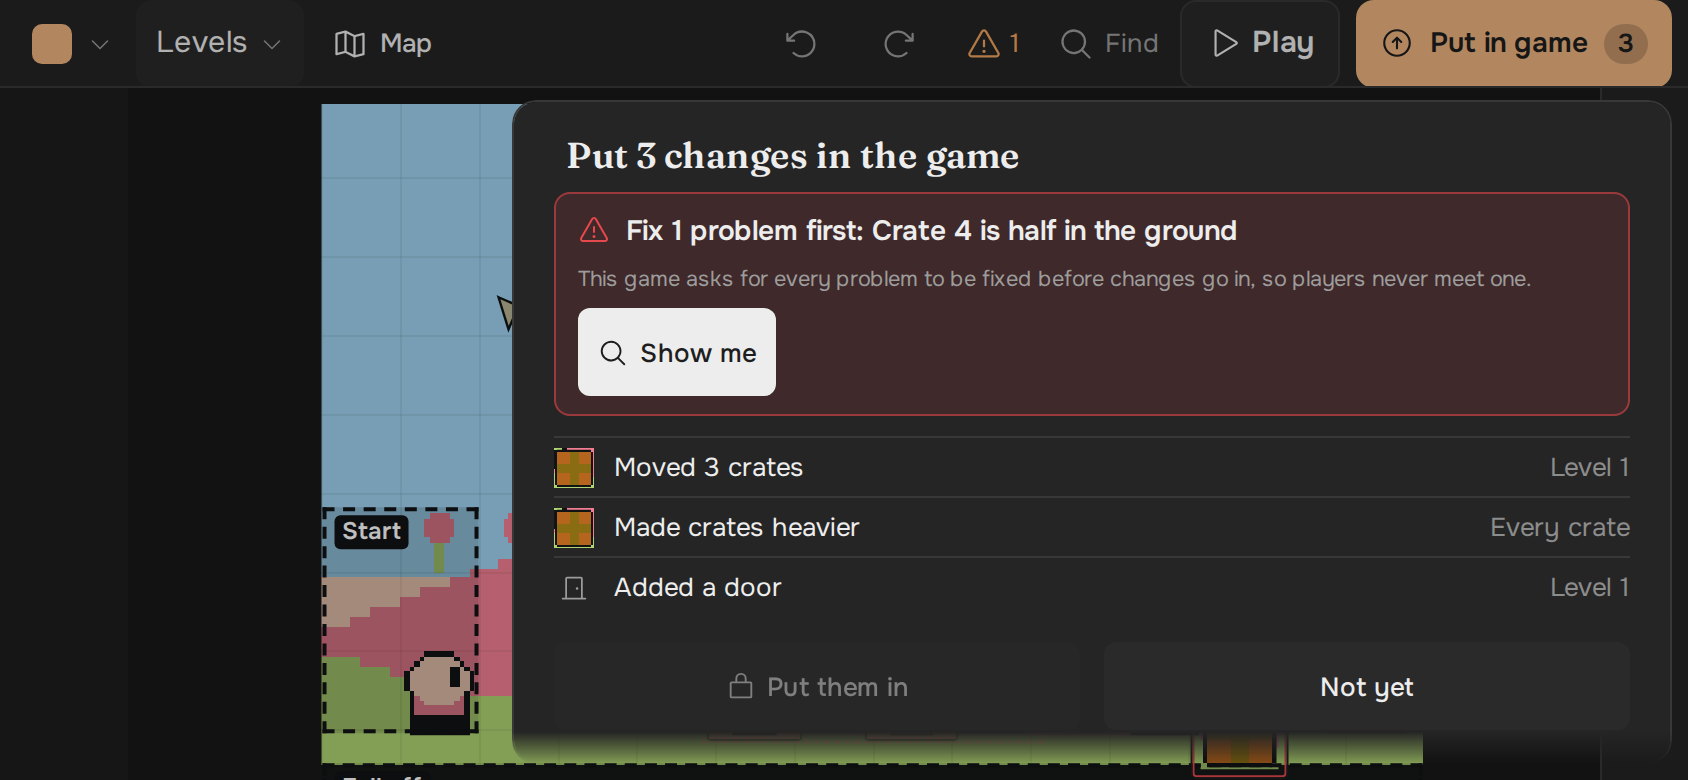 Levels
Map
1
Find
Play
Put in game 3
Put 3 changes in the game
Fix 1 problem first: Crate 4 is half in the ground
This game asks for every problem to be fixed before changes go in, so players never meet one.
Show me
Moved 3 crates Level 1
Made crates heavier Every crate
Start
Added a door Level 1
Put them in
Not yet